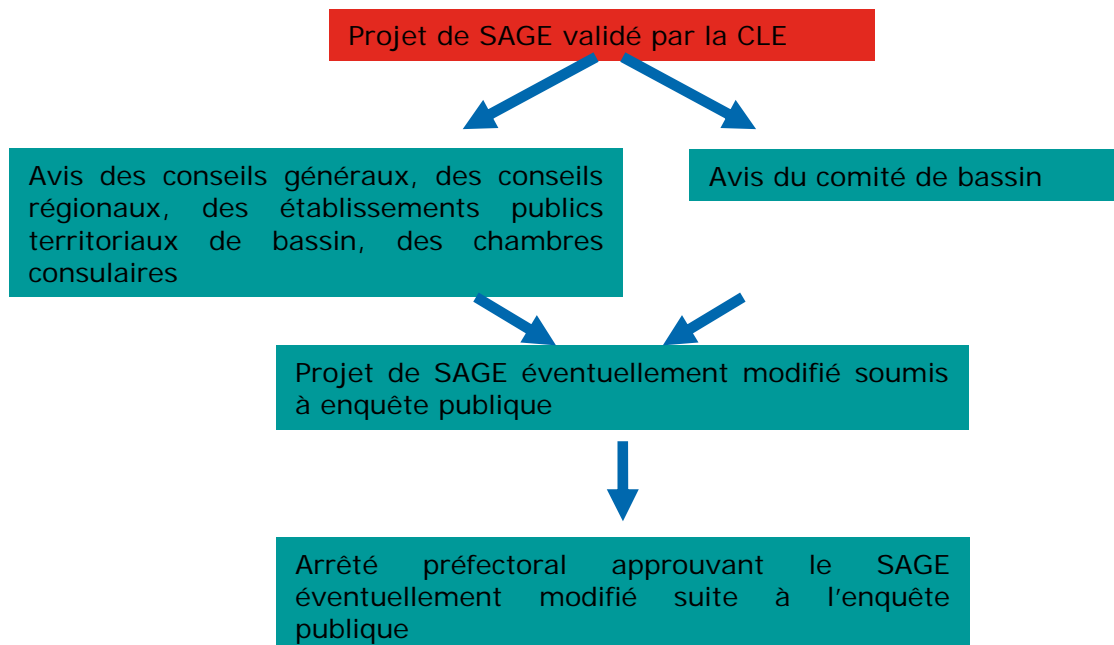 Projet de SAGE validé par la CLE
Avis des conseils généraux, des conseils
régionaux, des établissements publics
territoriaux de bassin, des chambres
consulaires
Avis du comité de bassin
Projet de SAGE éventuellement modifié soumis
à enquête publique
Arrêté préfectoral approuvant le SAGE
éventuellement modifié suite à l'enquête
publique